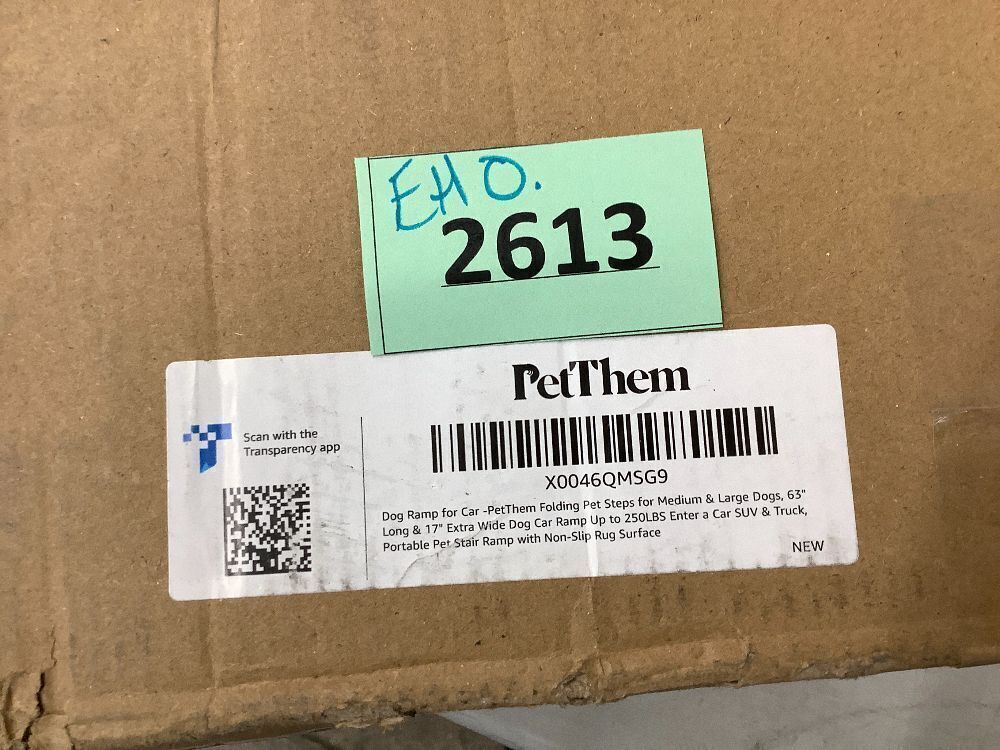 EHO.
2613
PetThem
Scan with the
Transparency app
X0046QMSG9
Dog Ramp for Car -PetThem Folding Pet Steps for Medium & Large Dogs, 63"
Long & 17" Extra Wide Dog Car Ramp Up to 250LBS Enter a Car SUV & Truck,
Portable Pet Stair Ramp with Non-Slip Rug Surface
NEW